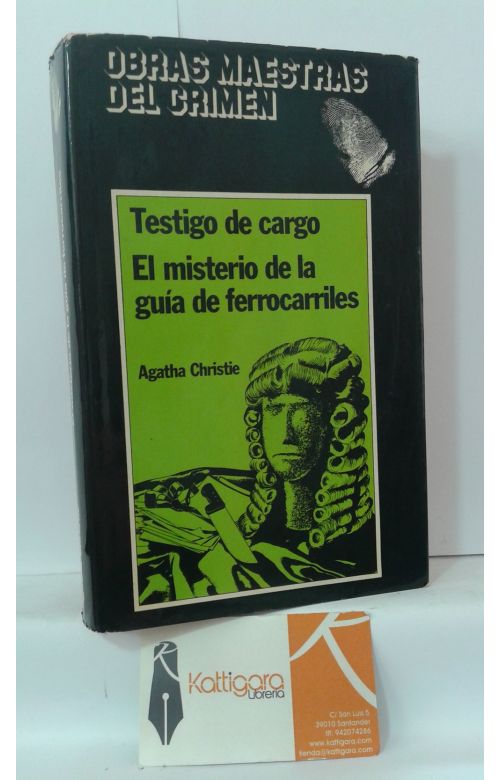 OBRAS MAESTRAS
DEL CRIMEN
Testigo de cargo
El misterio de la
guía de ferrocarriles
Agatha Christie
Kattigara
Librería
C/ San Luis 5
39010 Santander
tlf: 942074286
www.kattigara.com
tienda@kattigara.com